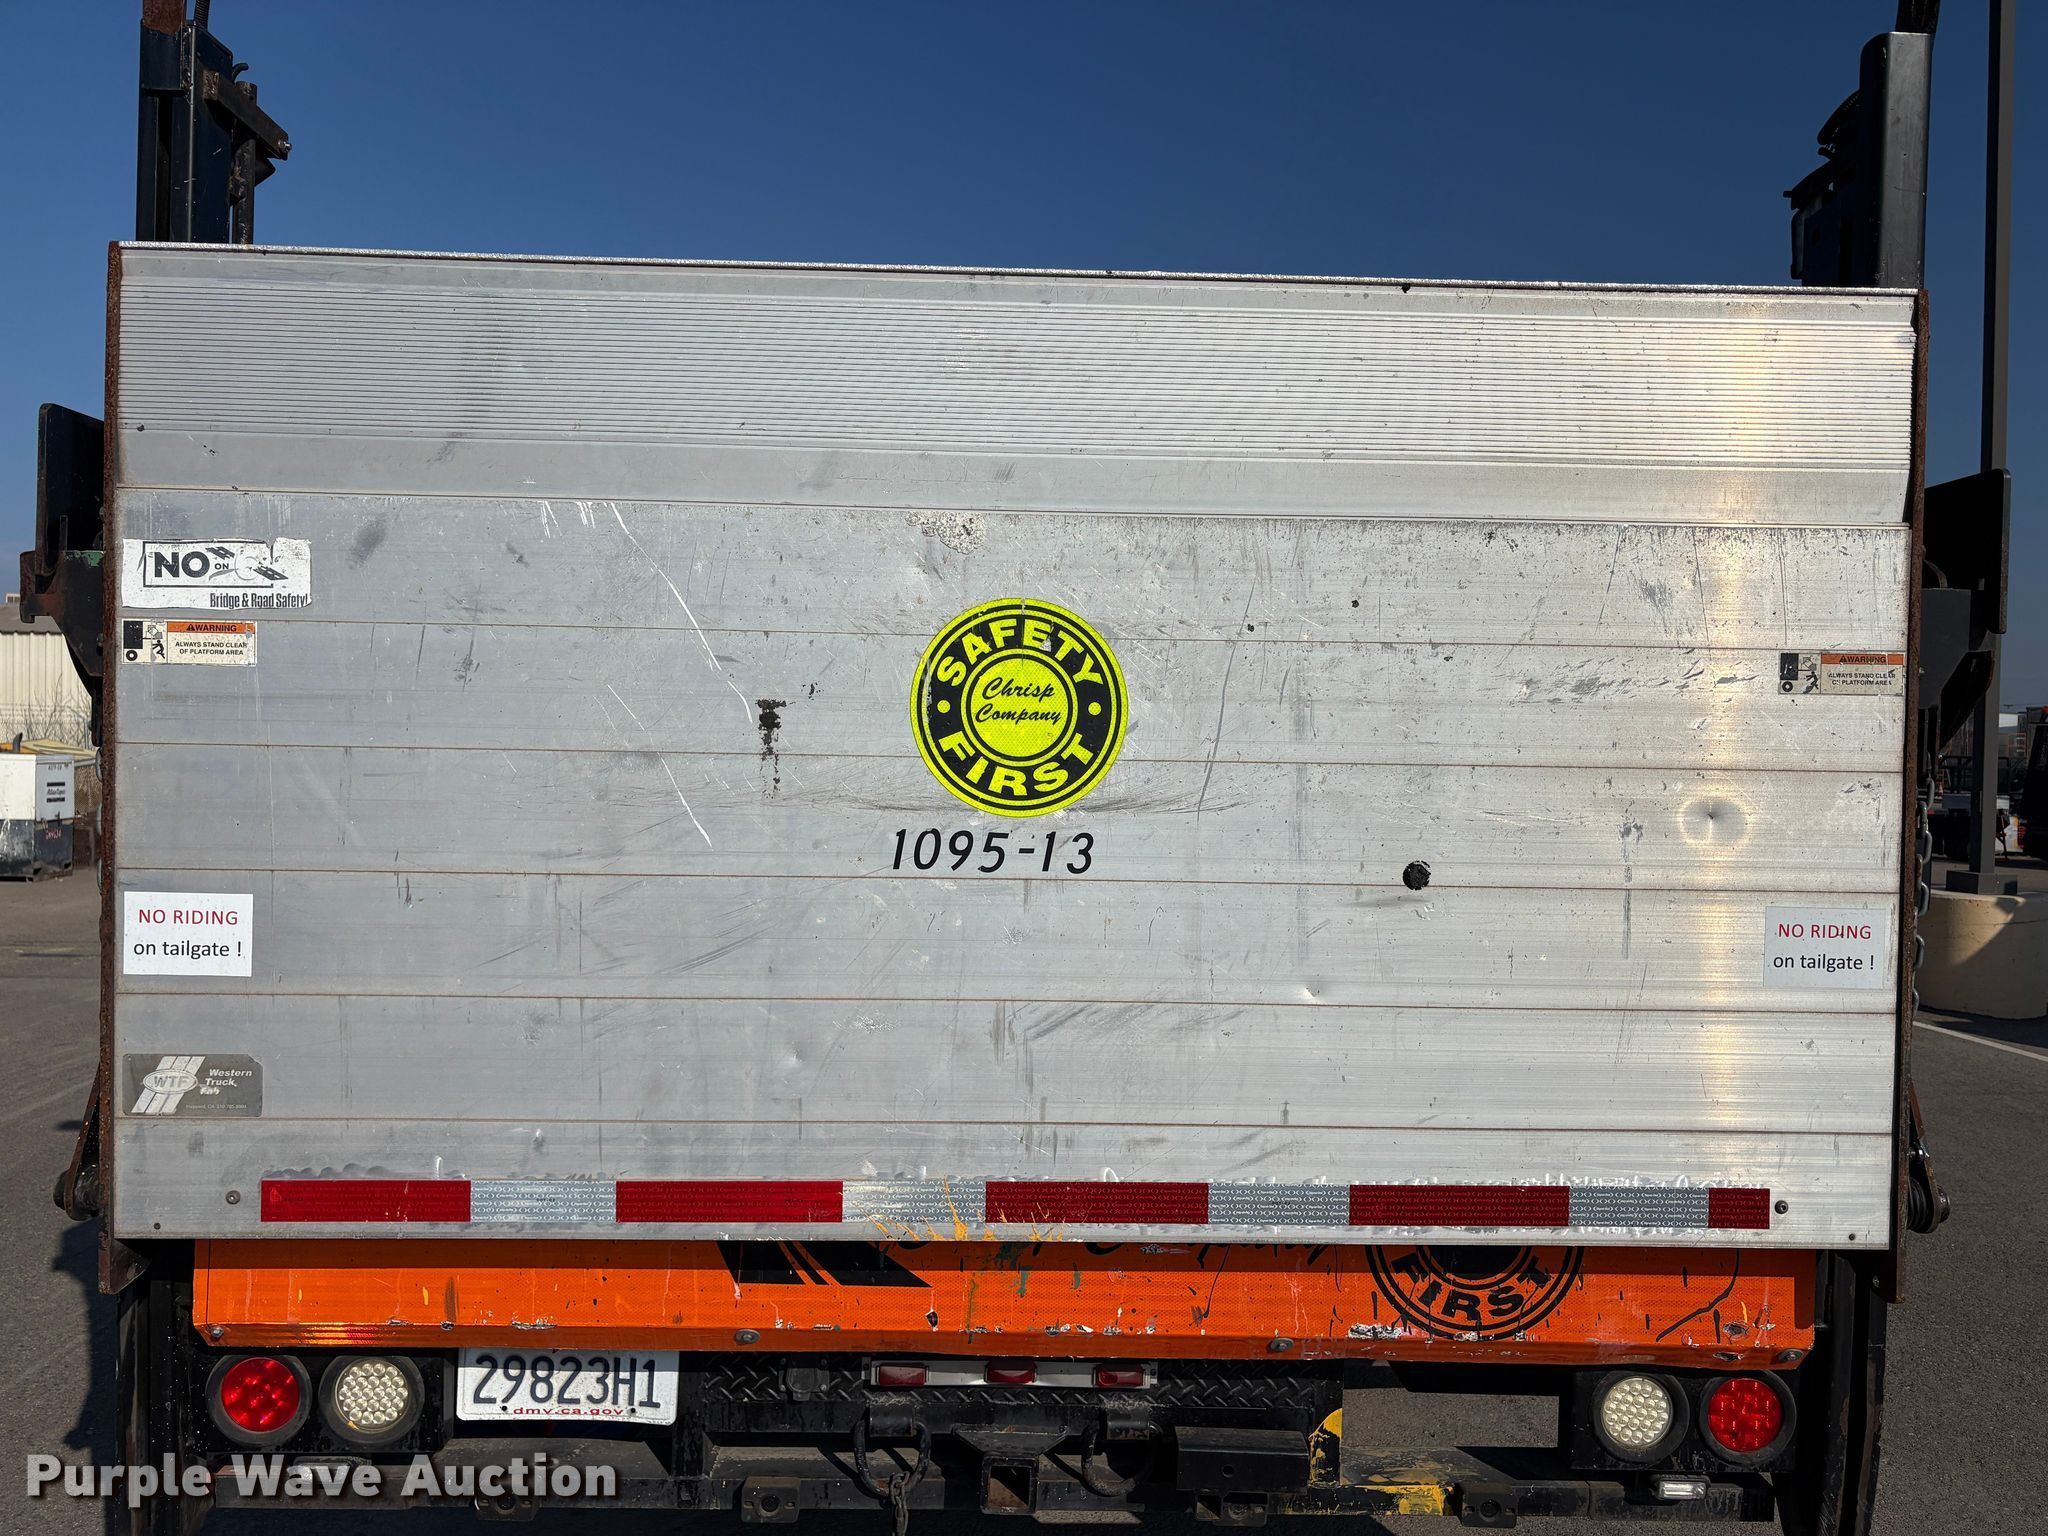 NO ON
Bridge & Road Safety!
WARNING
ALWAYS STAND CLEAR
OF PLATFORM AREA
SAFETY
Chrisp
Company
FIRST
1095-13
WARNING
ALWAYS STAND CLEAR
OF PLATFORM AREA
NO RIDING
on tailgate !
NO RIDING
on tailgate !
WTF
Western
Truck
Fab
FIRST
29823H1
dmv.ca.gov
Purple Wave Auction